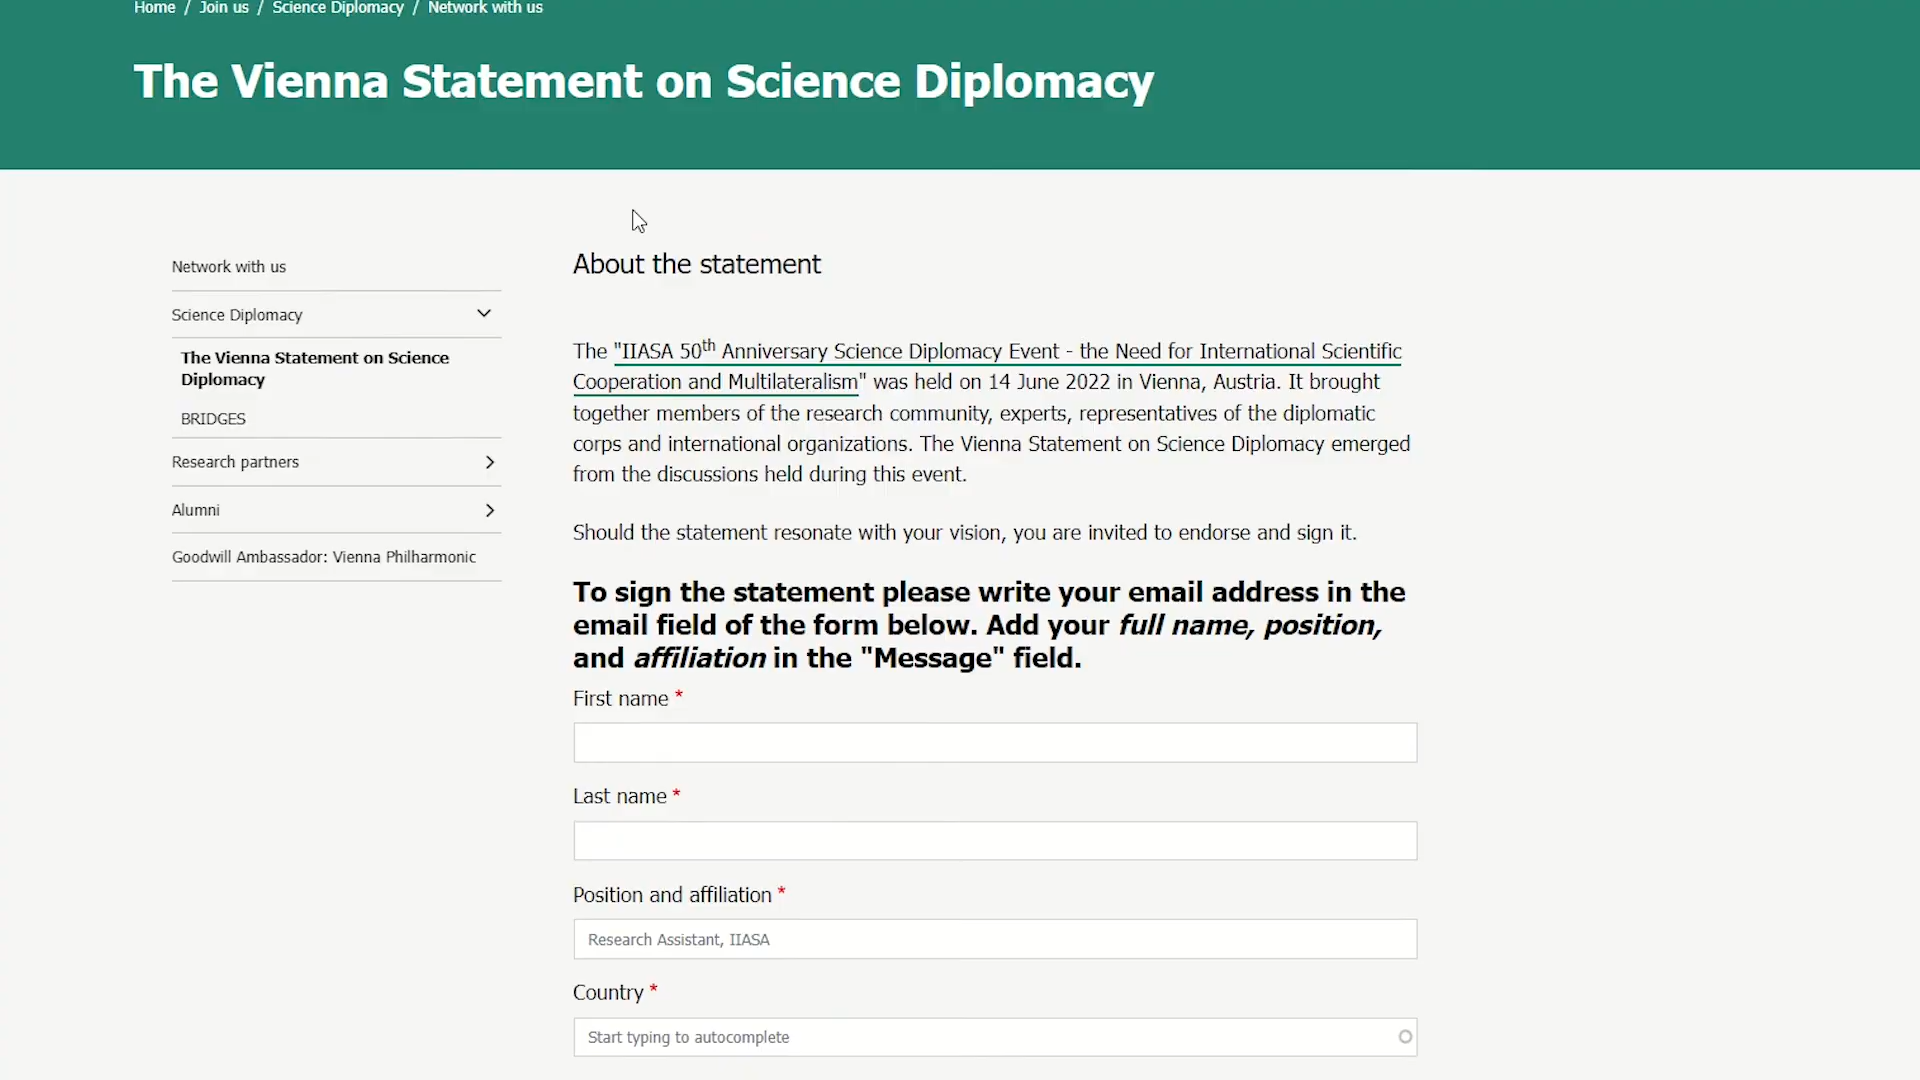 Home / Join us / Science Diplomacy / Network with us
The Vienna Statement on Science Diplomacy
Network with us
Science Diplomacy
The Vienna Statement on Science
Diplomacy
BRIDGES
Research partners
Alumni
Goodwill Ambassador: Vienna Philharmonic
About the statement
The "IIASA 50th Anniversary Science Diplomacy Event - the Need for International Scientific
Cooperation and Multilateralism" was held on 14 June 2022 in Vienna, Austria. It brought
together members of the research community, experts, representatives of the diplomatic
corps and international organizations. The Vienna Statement on Science Diplomacy emerged
from the discussions held during this event.
Should the statement resonate with your vision, you are invited to endorse and sign it.
To sign the statement please write your email address in the
email field of the form below. Add your full name, position,
and affiliation in the "Message" field.
First name *
Last name *
Position and affiliation *
Research Assistant, IIASA
Country *
Start typing to autocomplete